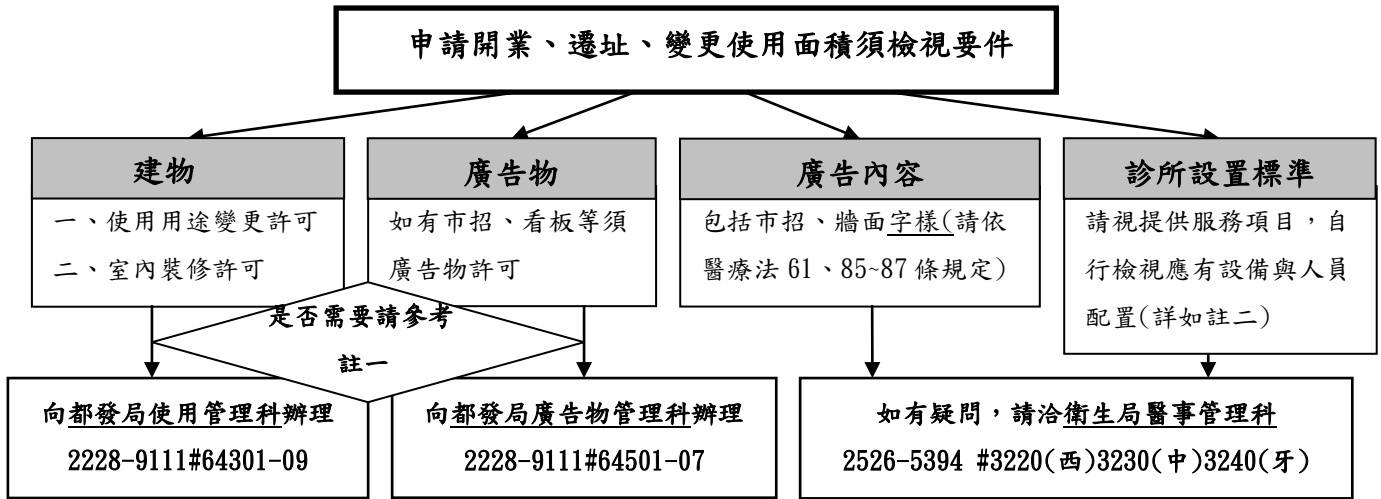 申請開業、遷址、變更使用面積須檢視要件
建物
一、使用用途變更許可
二、室內裝修許可
廣告物
如有市招、看板等須
廣告物許可
廣告內容
包括市招、牆面字樣(請依
醫療法 61、85~87 條規定)
診所設置標準
請視提供服務項目，自
行檢視應有設備與人員
配置(詳如註二)
是否需要請參考
註一
向都發局使用管理科辦理
2228-9111#64301-09
向都發局廣告物管理科辦理
2228-9111#64501-07
如有疑問，請洽衛生局醫事管理科
2526-5394 #3220(西)3230(中)3240(牙)